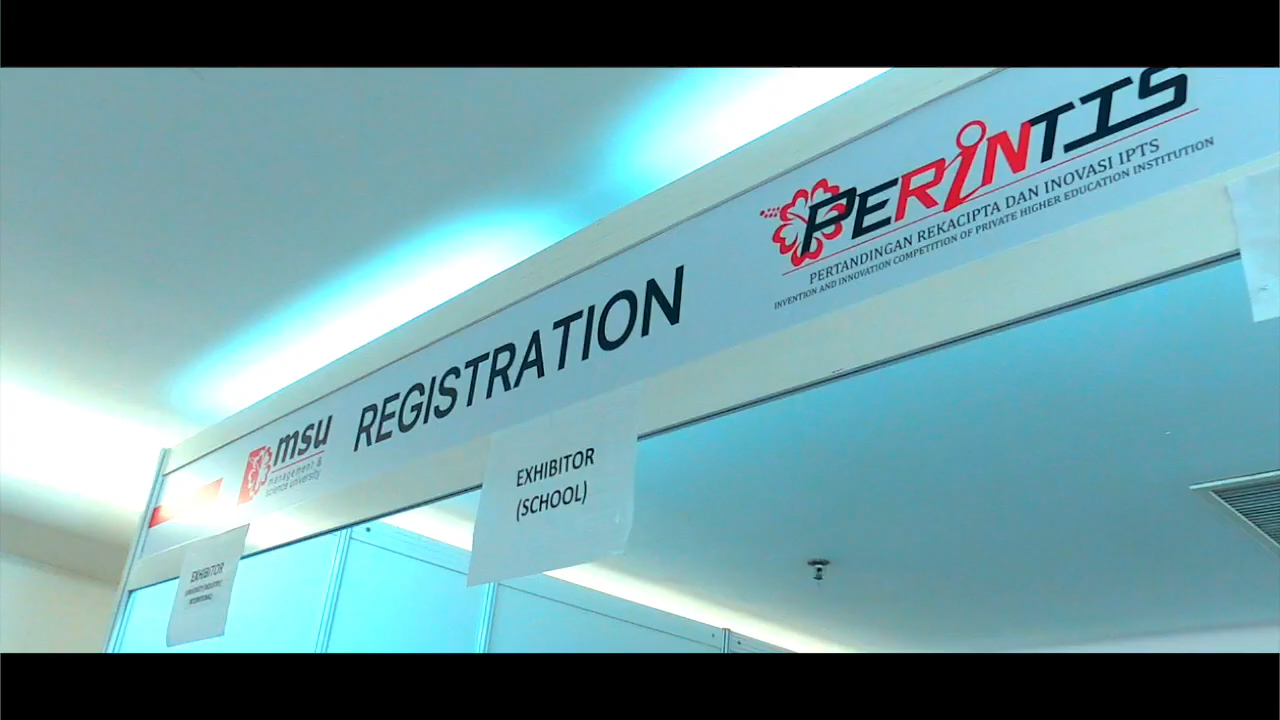 msu
management &
science university
REGISTRATION
PERINTIS
PERTANDINGAN REKACIPTA DAN INOVASI IPTS
INVENTION AND INNOVATION COMPETITION OF PRIVATE HIGHER EDUCATION INSTITUTION
EXHIBITOR
(SCHOOL)
EXHIBITOR